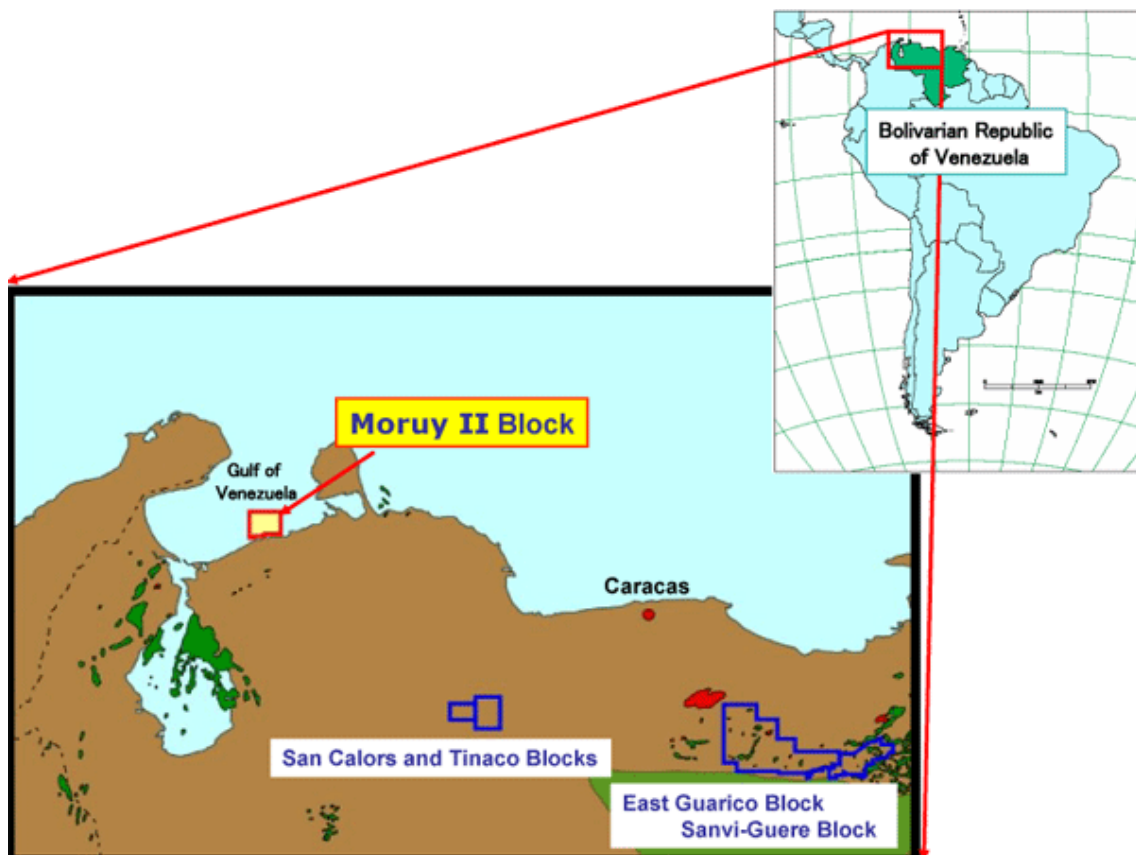 Bolivarian Republic
of Venezuela
Moruy II Block
Gulf of
Venezuela
Caracas
San Calors and Tinaco Blocks
East Guarico Block
Sanvi-Guere Block